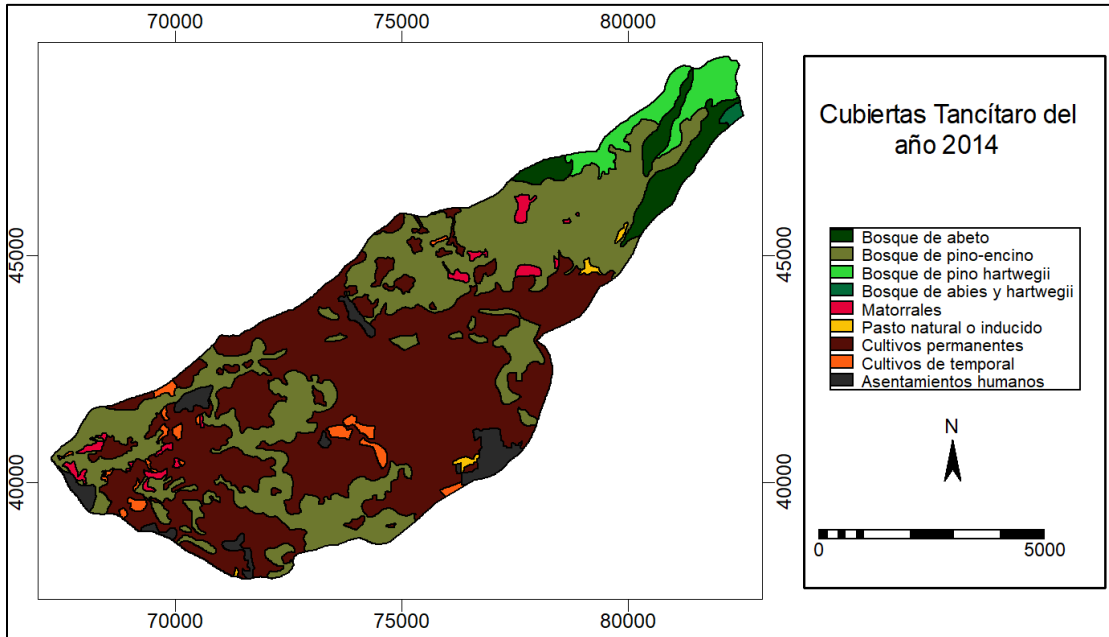 70000
75000
80000
45000
40000
45000
40000
70000
75000
80000
Cubiertas Tancítaro del
año 2014
Bosque de abeto
Bosque de pino-encino
Bosque de pino hartwegii
Bosque de abies y hartwegii
Matorrales
Pasto natural o inducido
Cultivos permanentes
Cultivos de temporal
Asentamientos humanos
N
0
5000